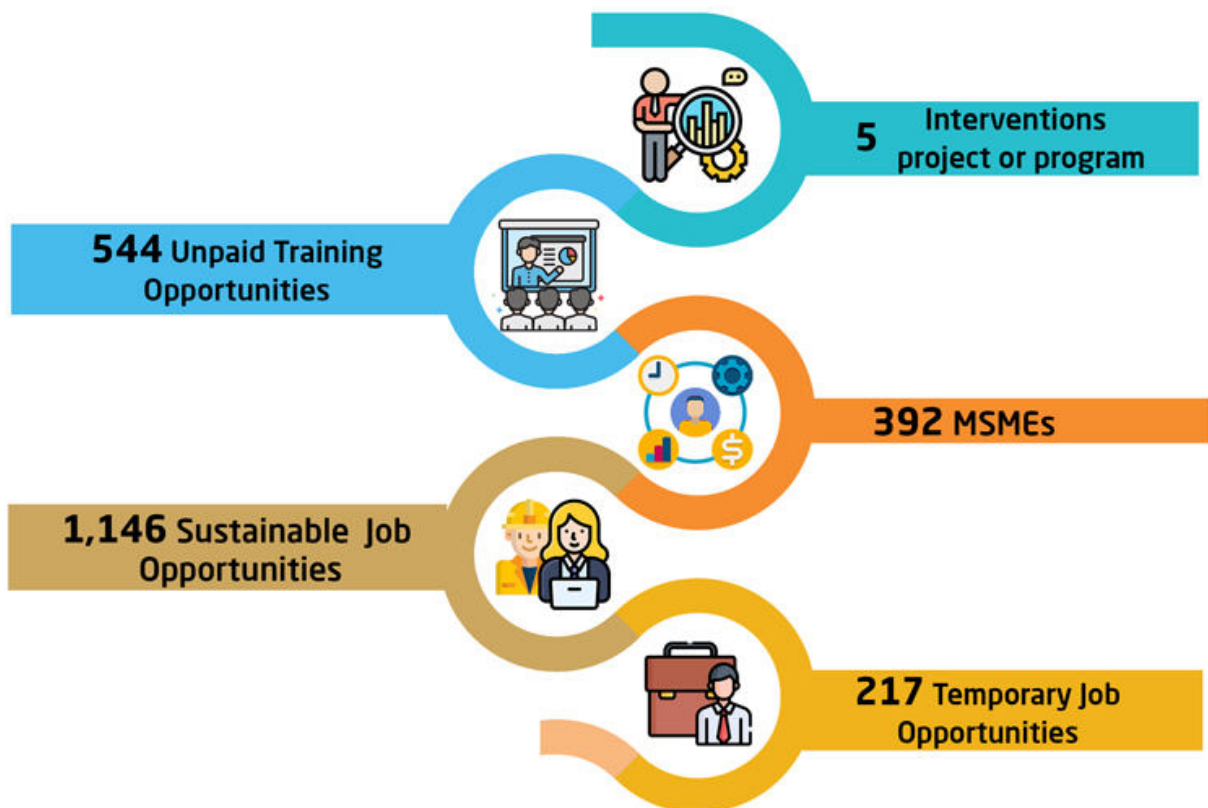 5 Interventions
project or program
544 Unpaid Training
Opportunities
392 MSMEs
1,146 Sustainable Job
Opportunities
217 Temporary Job
Opportunities